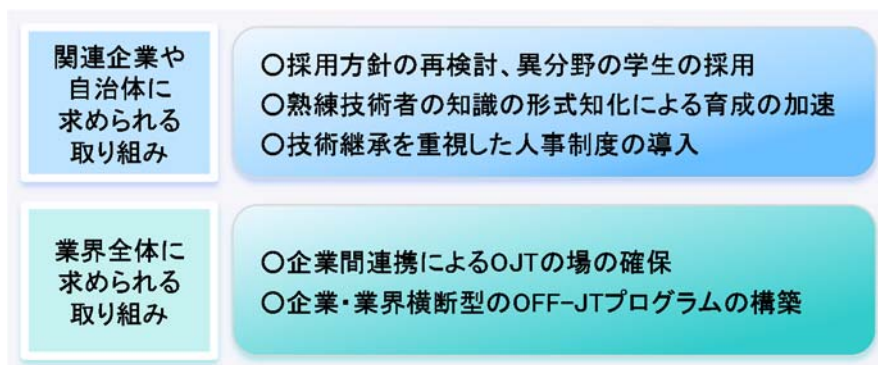 関連企業や
自治体に
求められる
取り組み
〇採用方針の再検討、異分野の学生の採用
〇熟練技術者の知識の形式知化による育成の加速
〇技術継承を重視した人事制度の導入
業界全体に
求められる
取り組み
〇企業間連携によるOJTの場の確保
〇企業・業界横断型のOFF-JTプログラムの構築